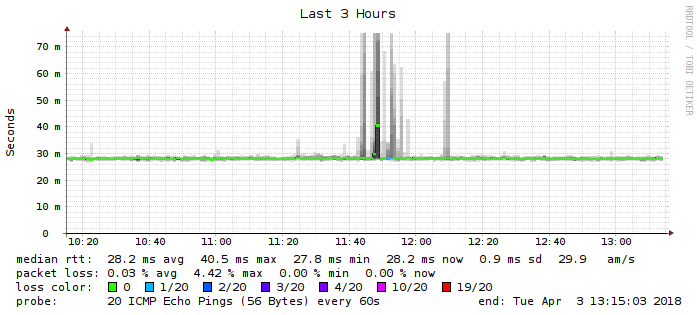 Last 3 Hours
RRDTOOL / TOBI OETIKER
Seconds
70 m
60 m
50 m
40 m
30 m
20 m
10 m
0
10:20 10:40 11:00 11:20 11:40 12:00 12:20 12:40 13:00
median rtt: 28.2 ms avg 40.5 ms max 27.8 ms min 28.2 ms now 0.9 ms sd 29.9 am/s
packet loss: 0.03 % avg 4.42 % max 0.00 % min 0.00 % now
loss color: 0 1/20 2/20 3/20 4/20 10/20 19/20
probe: 20 ICMP Echo Pings (56 Bytes) every 60s end: Tue Apr 3 13:15:03 2018